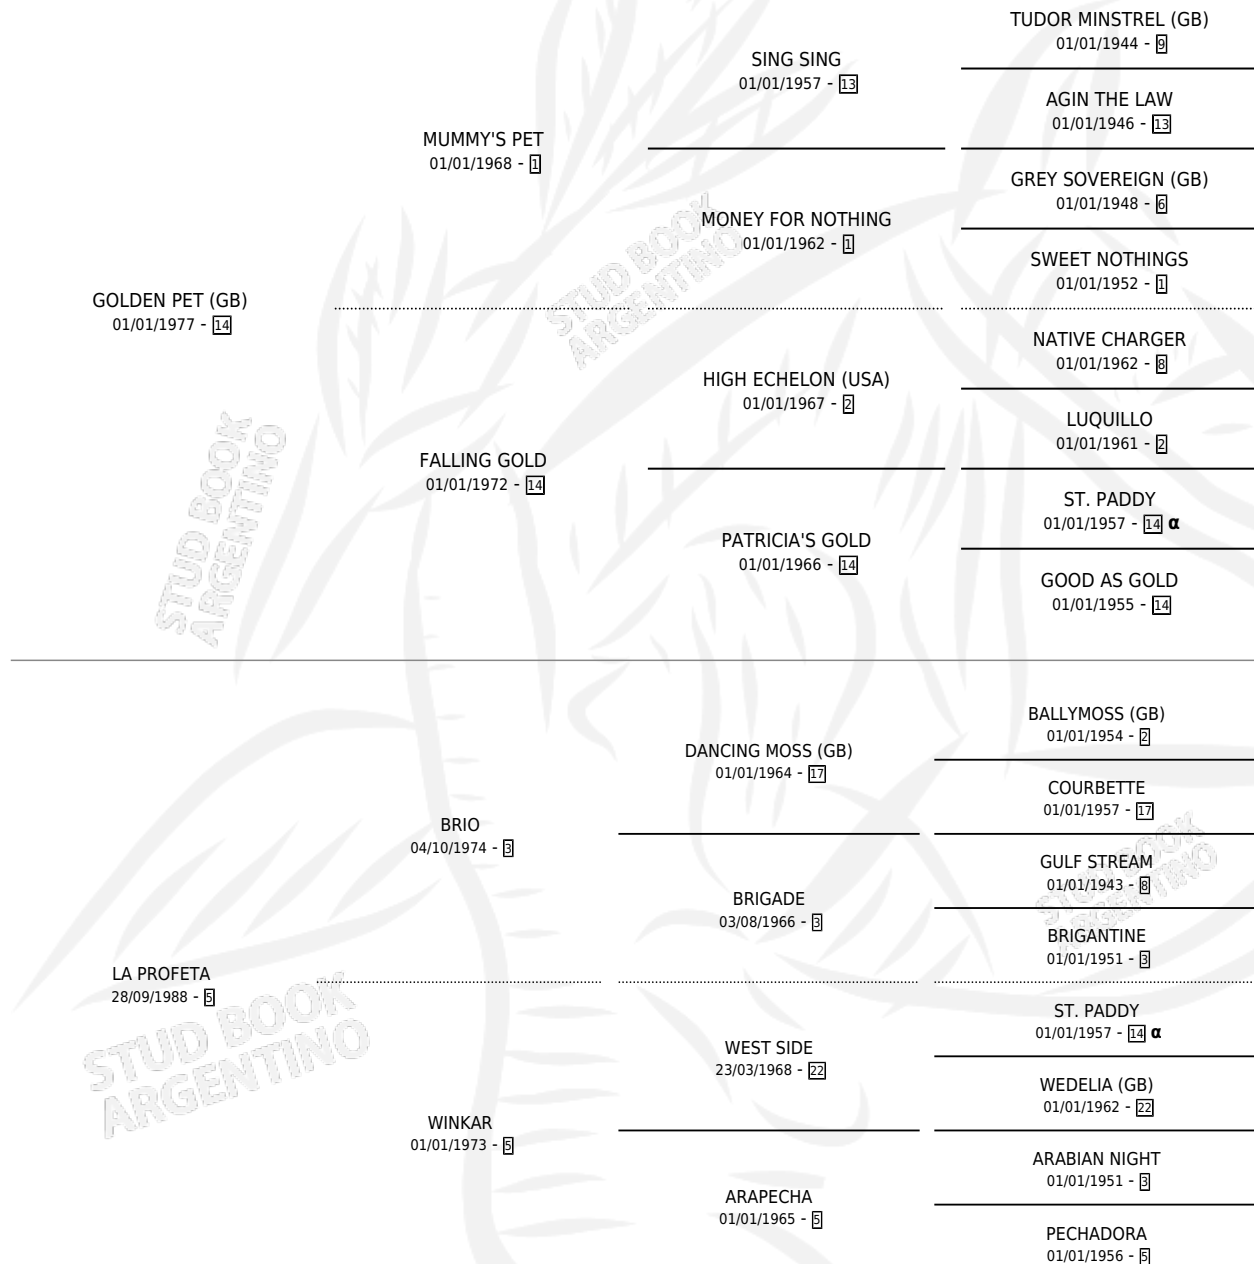 TUDOR MINSTREL (GB)
01/01/1944 - 9
SING SING
01/01/1957 - 13
AGIN THE LAW
01/01/1946 - 13
MUMMY'S PET
01/01/1968 - 1
GREY SOVEREIGN (GB)
01/01/1948 - 6
MONEY FOR NOTHING
01/01/1962 - 1
SWEET NOTHINGS
01/01/1952 - 1
STUD BOOK
ARGENTINO
GOLDEN PET (GB)
01/01/1977 - 14
NATIVE CHARGER
01/01/1962 - 8
HIGH ECHELON (USA)
01/01/1967 - 2
LUQUILLO
01/01/1961 - 2
FALLING GOLD
01/01/1972 - 14
ST. PADDY
01/01/1957 - 14 α
PATRICIA'S GOLD
01/01/1966 - 14
GOOD AS GOLD
01/01/1955 - 14
STUD BOOK
ARGENTINO
BALLYMOSS (GB)
01/01/1954 - 2
DANCING MOSS (GB)
01/01/1964 - 17
COURBETTE
01/01/1957 - 17
BRIO
04/10/1974 - 3
GULF STREAM
01/01/1943 - 8
BRIGADE
03/08/1966 - 3
BRIGANTINE
01/01/1951 - 3
STUD BOOK
ARGENTINO
LA PROFETA
28/09/1988 - 5
ST. PADDY
01/01/1957 - 14 α
WEST SIDE
23/03/1968 - 22
WEDELIA (GB)
01/01/1962 - 22
STUD BOOK
ARGENTINO
WINKAR
01/01/1973 - 5
ARABIAN NIGHT
01/01/1951 - 3
ARAPECHA
01/01/1965 - 5
PECHADORA
01/01/1956 - 5